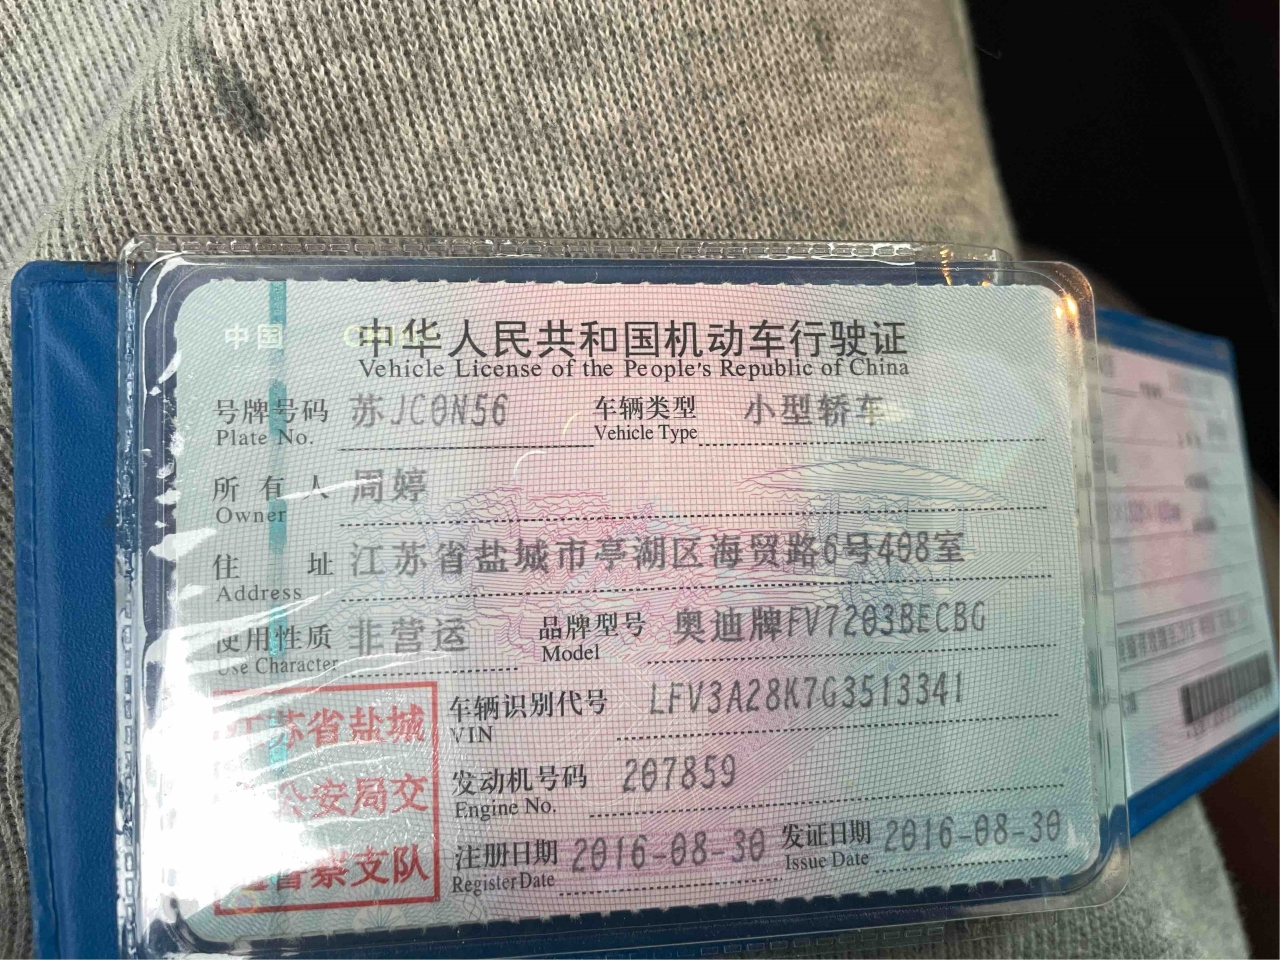 中国
中华人民共和国机动车行驶证
Vehicle License of the People's Republic of China
号牌号码 苏JC0N56 车辆类型 小型轿车
Plate No. Vehicle Type
所有人 周婷
Owner
住址 江苏省盐城市亭湖区海贸路6号408室
Address
使用性质 非营运 品牌型号 奥迪牌FV7203BECBG
Use Character Model
江苏省盐城
公安局交
警察支队
车辆识别代号 LFV3A28K7G3513341
VIN
发动机号码 207859
Engine No.
注册日期 2016-08-30 发证日期 2016-08-30
Register Date Issue Date